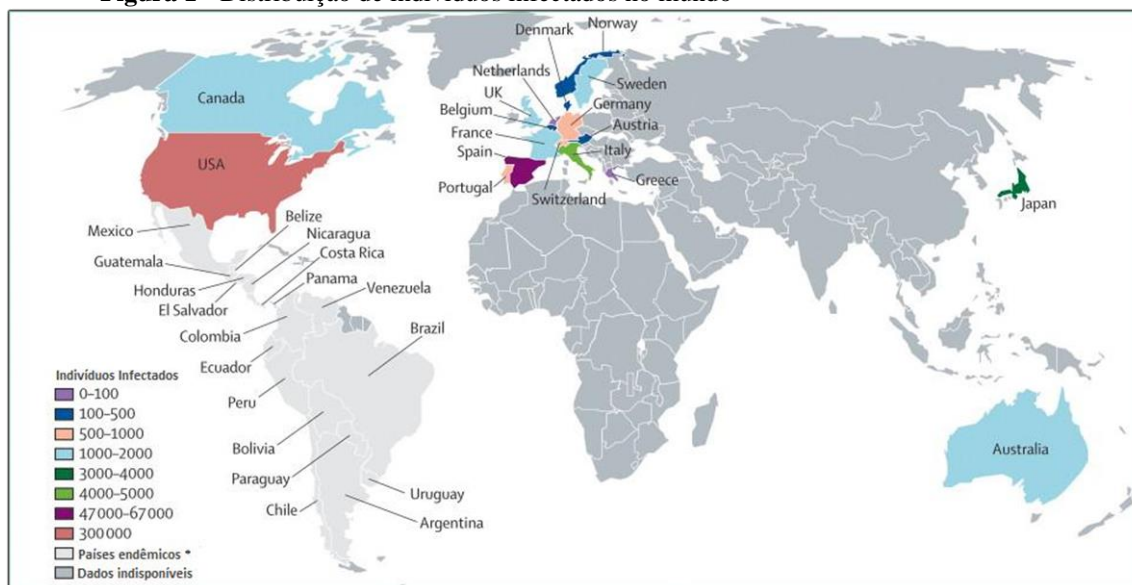 Figura 1 - Distribuição de indivíduos infectados no mundo
Norway
Denmark
Netherlands
Sweden
UK
Germany
Belgium
Austria
France
Italy
Spain
Greece
Portugal
Switzerland
Canada
USA
Japan
Mexico
Belize
Nicaragua
Guatemala
Costa Rica
Honduras
Panama
El Salvador
Venezuela
Colombia
Brazil
Ecuador
Peru
Bolivia
Paraguay
Uruguay
Chile
Argentina
Australia
Indivíduos Infectados
0–100
100–500
500–1000
1000–2000
3000–4000
4000–5000
47000–67000
300000
Países endêmicos *
Dados indisponíveis